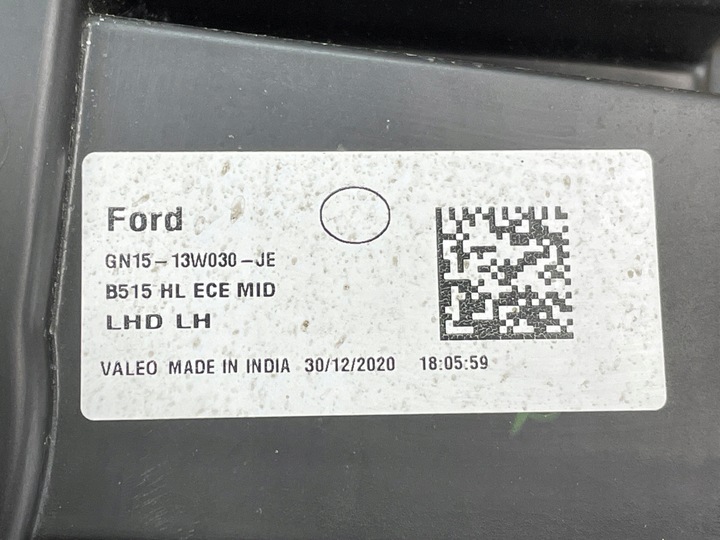 Ford
GN15-13W030-JE
B515 HL ECE MID
LHD LH
VALEO MADE IN INDIA 30/12/2020 18:05:59